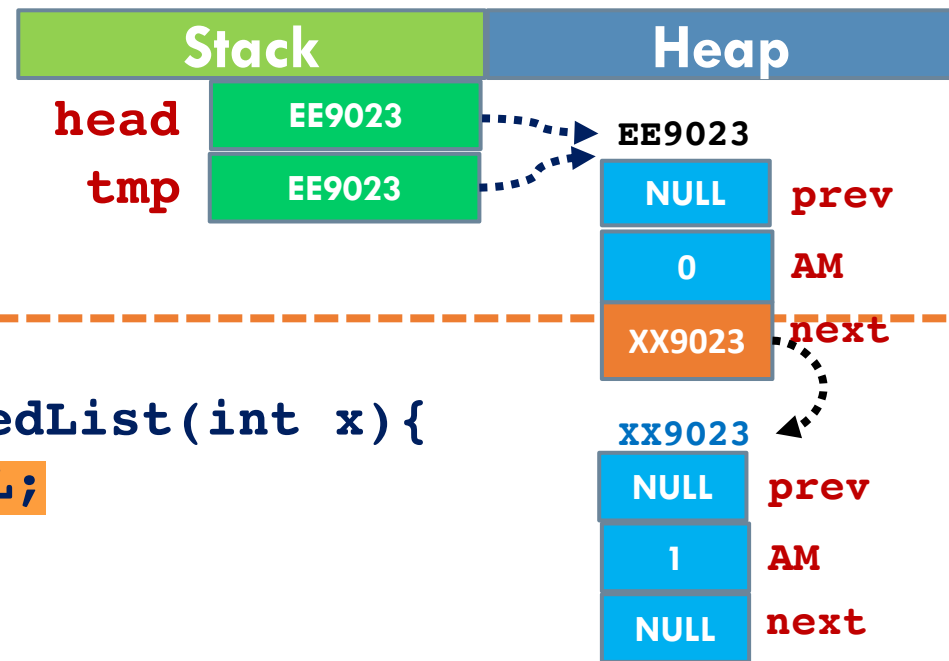 Stack Heap
head EE9023
EE9023
tmp EE9023
NULL prev
0 AM
XX9023 next
edList(int x){
XX9023
L;
NULL prev
1 AM
NULL next